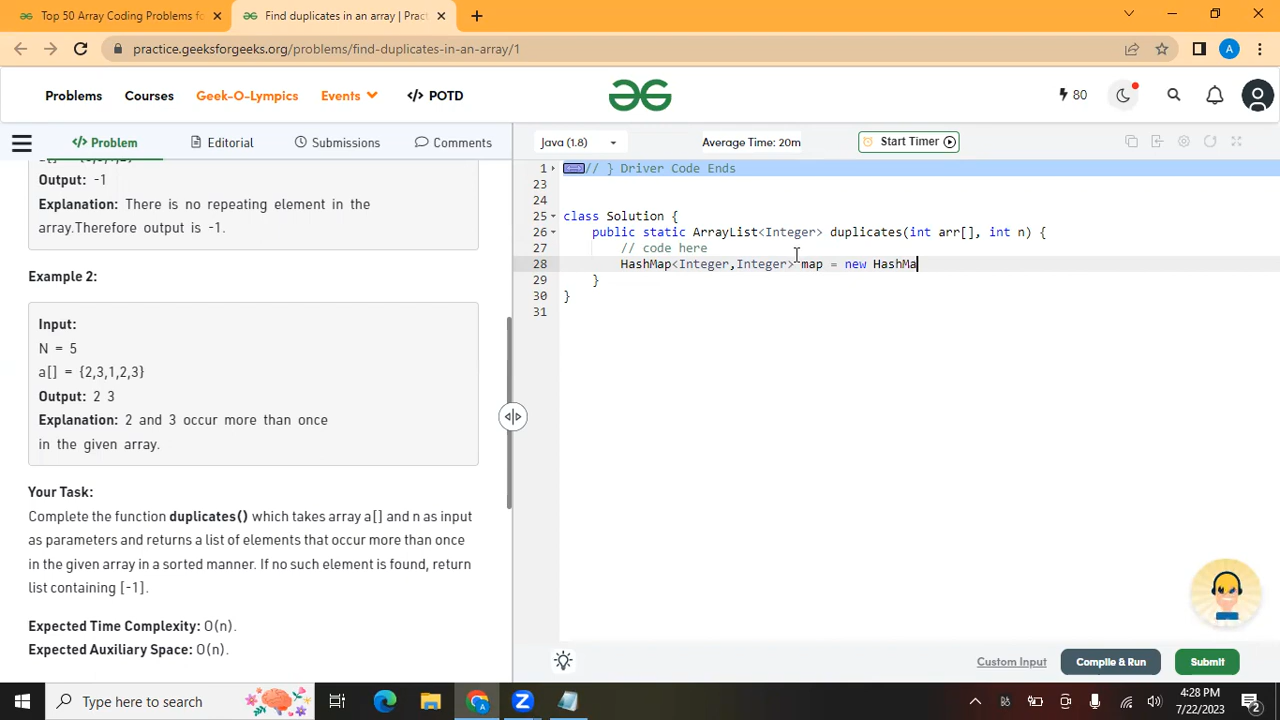 Top 50 Array Coding Problems fo
Find duplicates in an array | Prac
practice.geeksforgeeks.org/problems/find-duplicates-in-an-array/1
A
Problems
Courses
Geek-O-Lympics
Events
</> POTD
80
</> Problem
Editorial
Submissions
Comments
Java (1.8)
Average Time: 20m
Start Timer
Output: -1
Explanation: There is no repeating element in the
array.Therefore output is -1.
Example 2:
Input:
N = 5
a[] = {2,3,1,2,3}
Output: 2 3
Explanation: 2 and 3 occur more than once
in the given array.
Your Task:
Complete the function duplicates() which takes array a[] and n as input
as parameters and returns a list of elements that occur more than once
in the given array in a sorted manner. If no such element is found, return
list containing [-1].
Expected Time Complexity: O(n).
Expected Auxiliary Space: O(n).
1 // } Driver Code Ends
23
24
25 class Solution {
26 public static ArrayList<Integer> duplicates(int arr[], int n) {
27 // code here
28 HashMap<Integer,Integer> map = new HashMa
29 }
30 }
31
Custom Input
Compile & Run
Submit
Type here to search
4:28 PM
7/22/2023
2